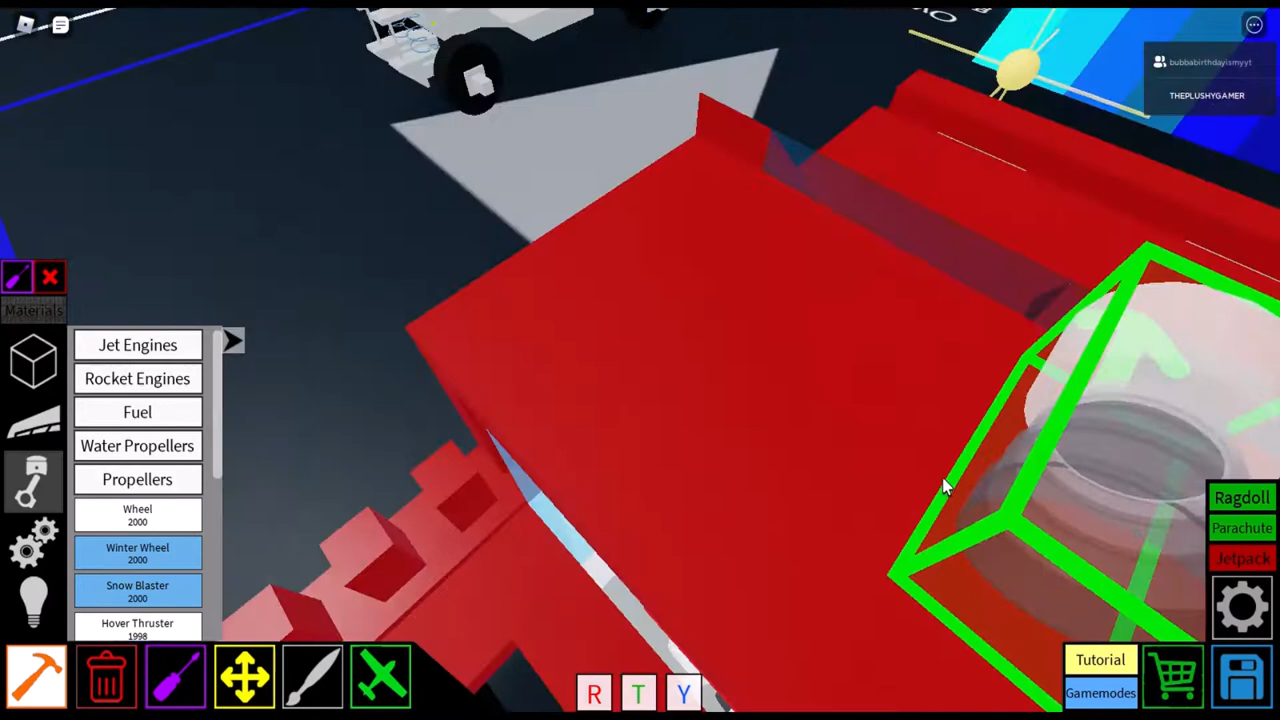 bubbabirthdayismyyt
THEPLUSHYGAMER
Materials
Jet Engines
Rocket Engines
Fuel
Water Propellers
Propellers
Wheel
2000
Winter Wheel
2000
Snow Blaster
2000
Hover Thruster
1998
Ragdoll
Parachute
Jetpack
Tutorial
Gamemodes
R T Y